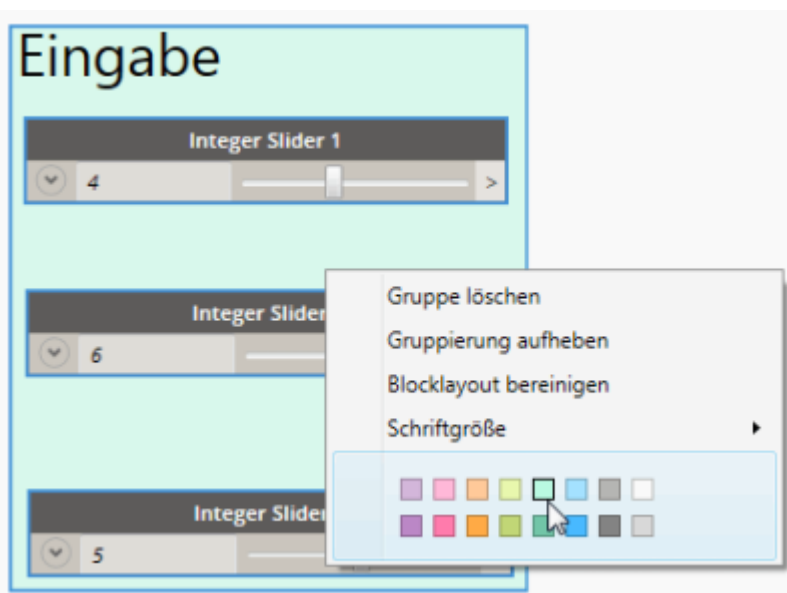 Eingabe
Integer Slider 1
4
>
Gruppe löschen
Integer Slider
Gruppierung aufheben
6
Blocklayout bereinigen
Schriftgröße
Integer Slider
5